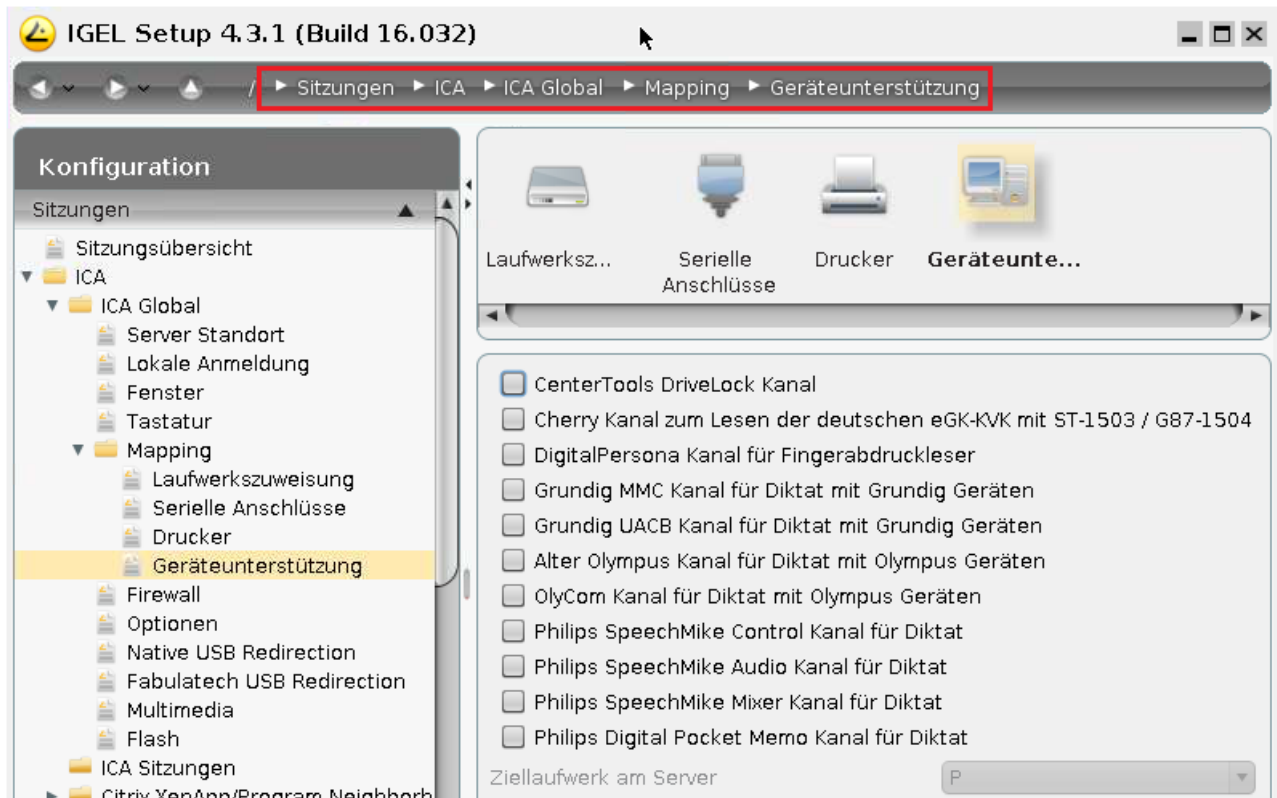 IGEL Setup 4.3.1 (Build 16.032)
/ Sitzungen ICA ICA Global Mapping Geräteunterstützung
Konfiguration
Sitzungen
Sitzungsübersicht
ICA
ICA Global
Server Standort
Lokale Anmeldung
Fenster
Tastatur
Mapping
Laufwerkszuweisung
Serielle Anschlüsse
Drucker
Geräteunterstützung
Firewall
Optionen
Native USB Redirection
Fabulatech USB Redirection
Multimedia
Flash
ICA Sitzungen
Citrix XenApp/Program Neighborh
Laufwerksz...
Serielle
Anschlüsse
Drucker
Geräteunte...
CenterTools DriveLock Kanal
Cherry Kanal zum Lesen der deutschen eGK-KVK mit ST-1503 / G87-1504
DigitalPersona Kanal für Fingerabdruckleser
Grundig MMC Kanal für Diktat mit Grundig Geräten
Grundig UACB Kanal für Diktat mit Grundig Geräten
Alter Olympus Kanal für Diktat mit Olympus Geräten
OlyCom Kanal für Diktat mit Olympus Geräten
Philips SpeechMike Control Kanal für Diktat
Philips SpeechMike Audio Kanal für Diktat
Philips SpeechMike Mixer Kanal für Diktat
Philips Digital Pocket Memo Kanal für Diktat
Ziellaufwerk am Server
P